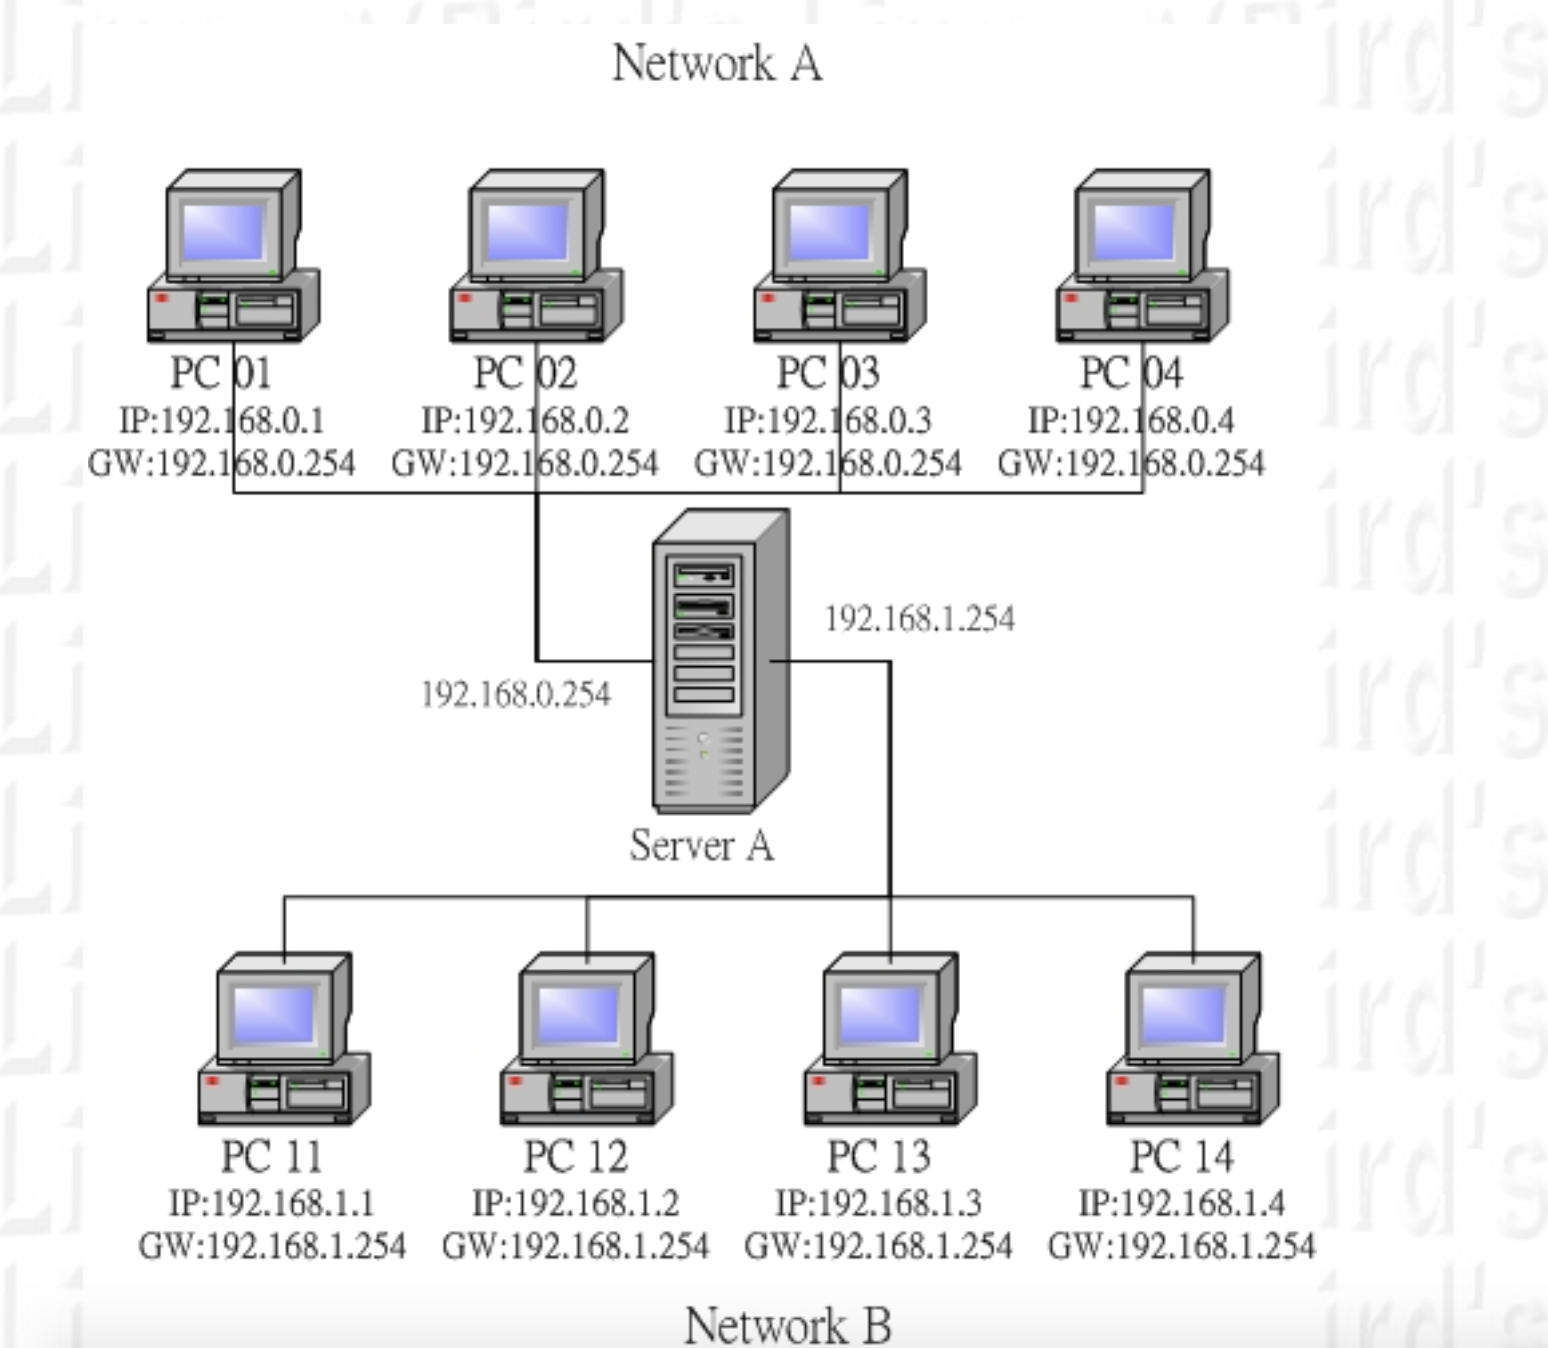 Network A
PC 01
IP:192.168.0.1
GW:192.168.0.254
PC 02
IP:192.168.0.2
GW:192.168.0.254
PC 03
IP:192.168.0.3
GW:192.168.0.254
PC 04
IP:192.168.0.4
GW:192.168.0.254
192.168.1.254
192.168.0.254
Server A
PC 11
IP:192.168.1.1
GW:192.168.1.254
PC 12
IP:192.168.1.2
GW:192.168.1.254
PC 13
IP:192.168.1.3
GW:192.168.1.254
PC 14
IP:192.168.1.4
GW:192.168.1.254
Network B